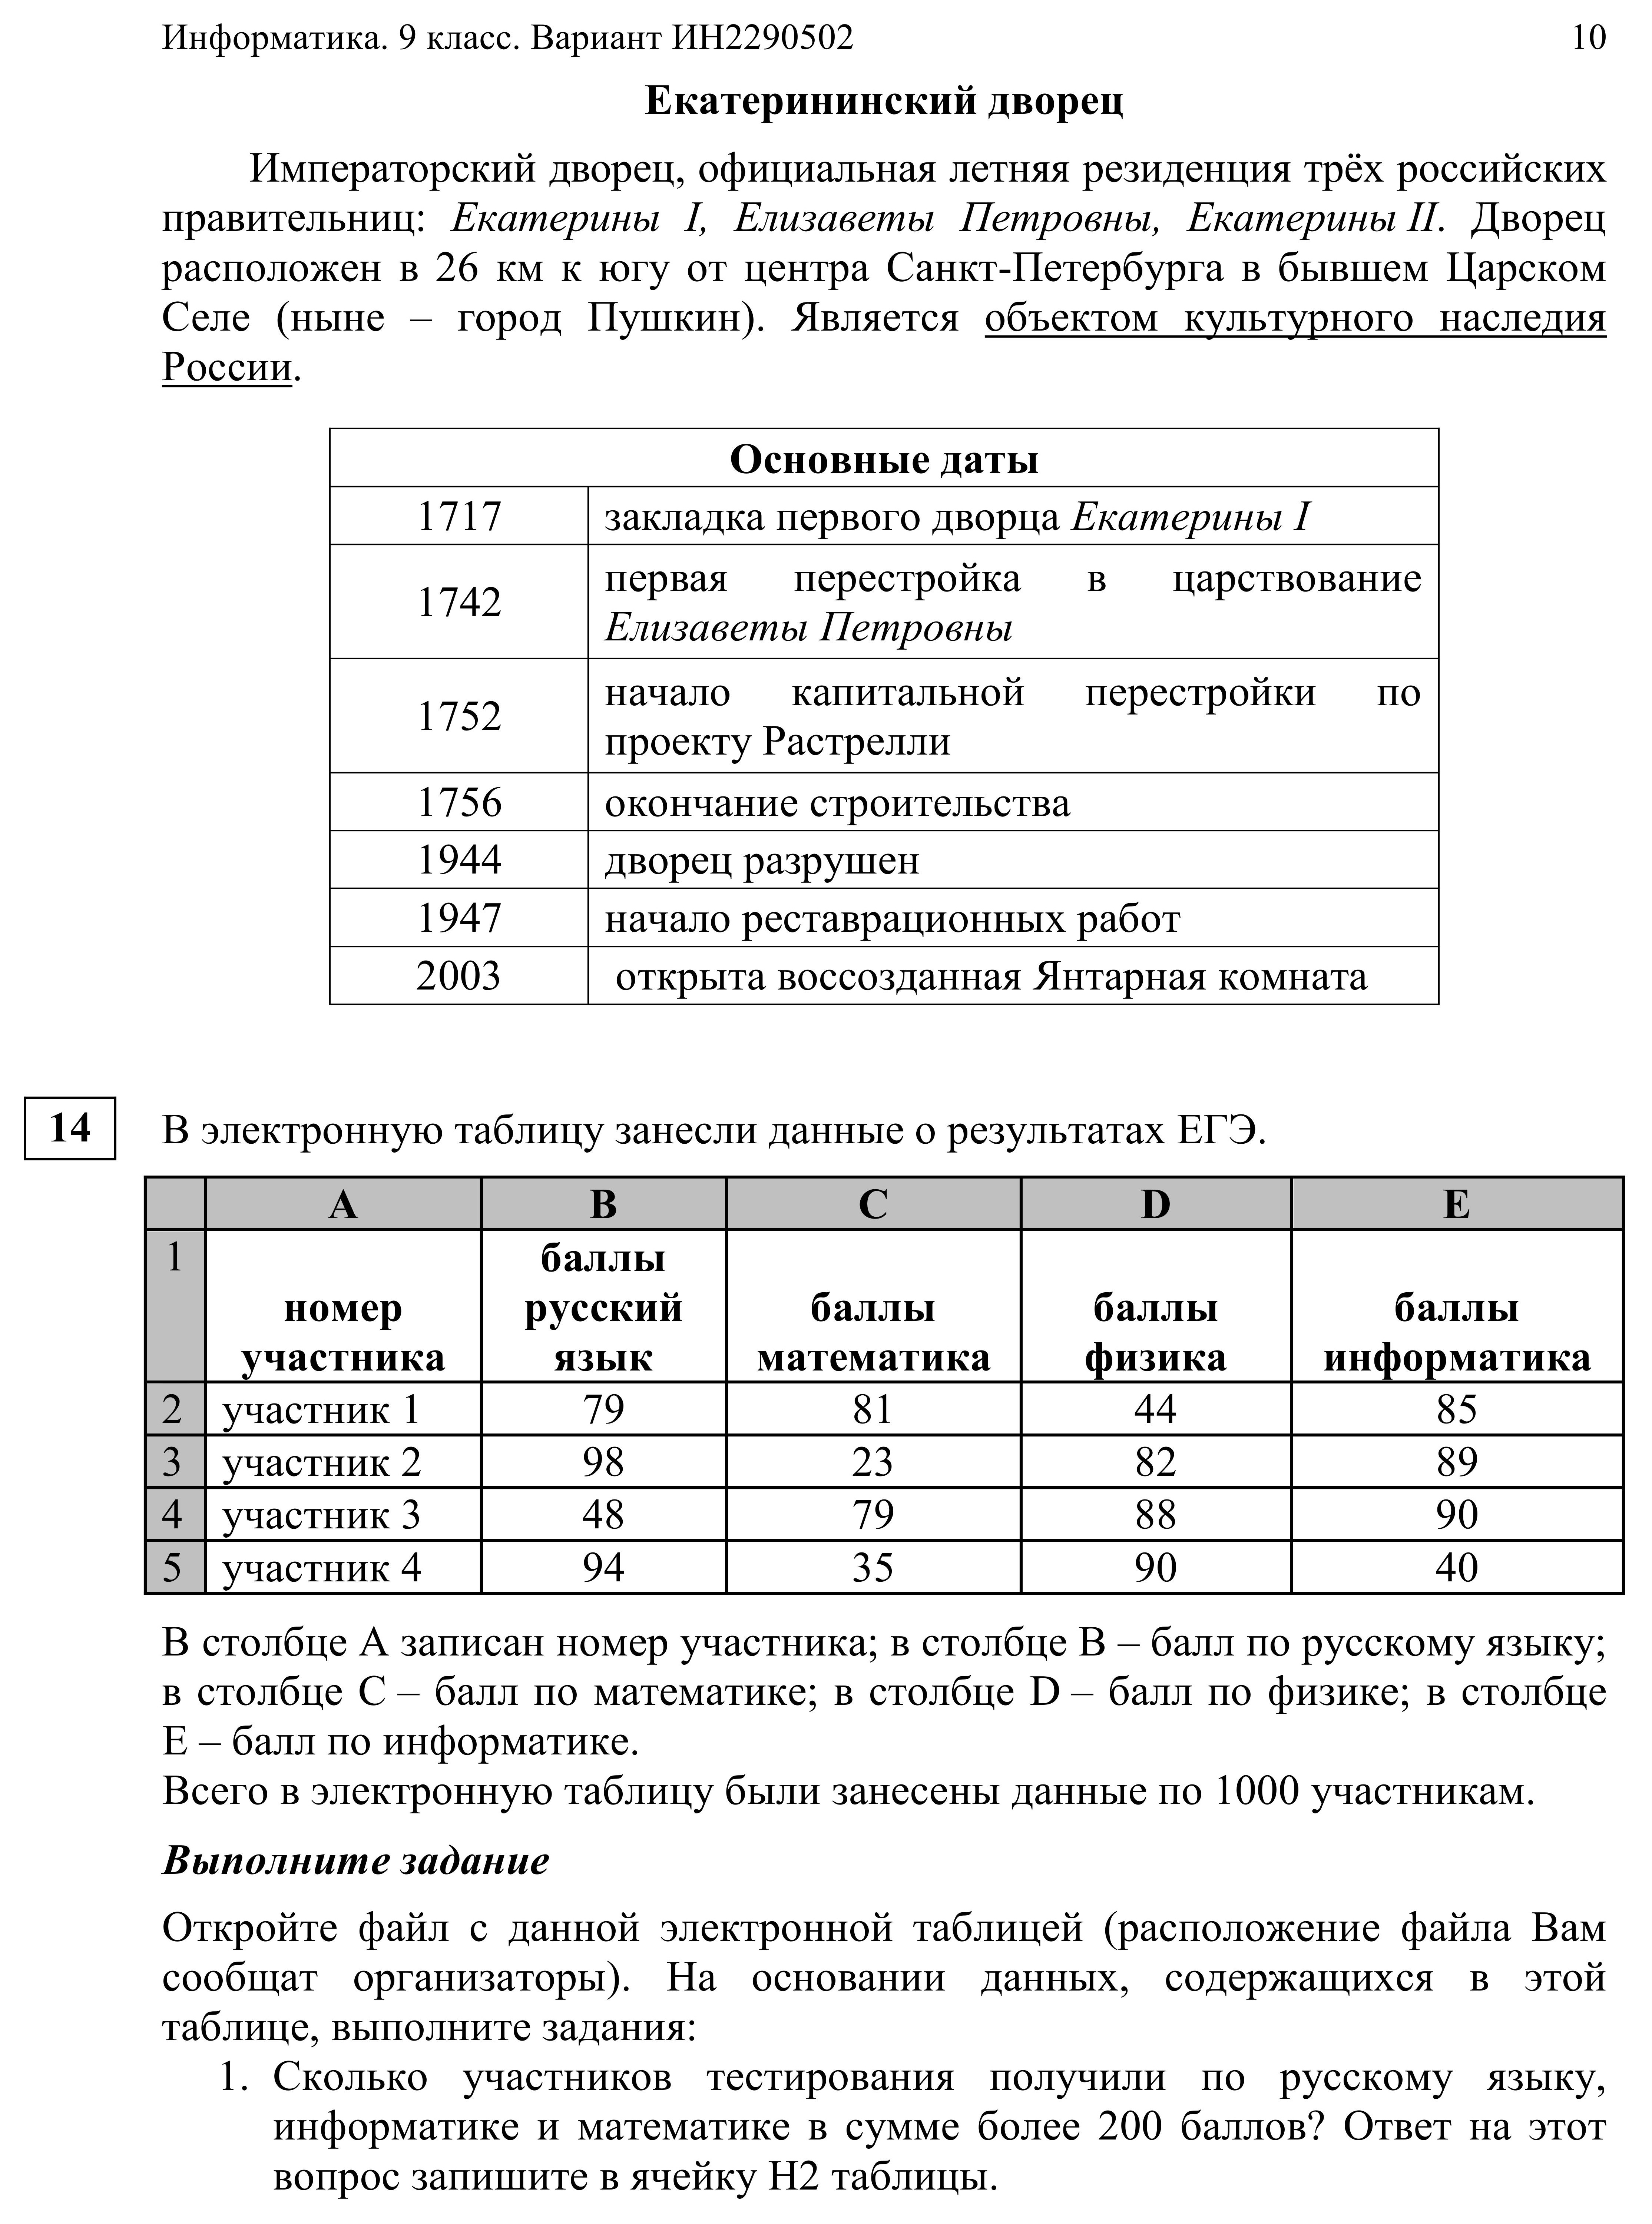 Информатика. 9 класс. Вариант ИН2290502 10
Екатерининский дворец
Императорский дворец, официальная летняя резиденция трёх российских
правительниц: Екатерины I, Елизаветы Петровны, Екатерины II. Дворец
расположен в 26 км к югу от центра Санкт-Петербурга в бывшем Царском
Селе (ныне – город Пушкин). Является объектом культурного наследия
России.
Основные даты
1717 закладка первого дворца Екатерины I
1742 первая перестройка в царствование
Елизаветы Петровны
1752 начало капитальной перестройки по
проекту Растрелли
1756 окончание строительства
1944 дворец разрушен
1947 начало реставрационных работ
2003 открыта воссозданная Янтарная комната
14 В электронную таблицу занесли данные о результатах ЕГЭ.
A B C D E
1 номер участника баллы русский язык баллы математика баллы физика баллы информатика
2 участник 1 79 81 44 85
3 участник 2 98 23 82 89
4 участник 3 48 79 88 90
5 участник 4 94 35 90 40
В столбце A записан номер участника; в столбце B – балл по русскому языку;
в столбце C – балл по математике; в столбце D – балл по физике; в столбце
E – балл по информатике.
Всего в электронную таблицу были занесены данные по 1000 участникам.
Выполните задание
Откройте файл с данной электронной таблицей (расположение файла Вам
сообщат организаторы). На основании данных, содержащихся в этой
таблице, выполните задания:
1. Сколько участников тестирования получили по русскому языку,
информатике и математике в сумме более 200 баллов? Ответ на этот
вопрос запишите в ячейку H2 таблицы.